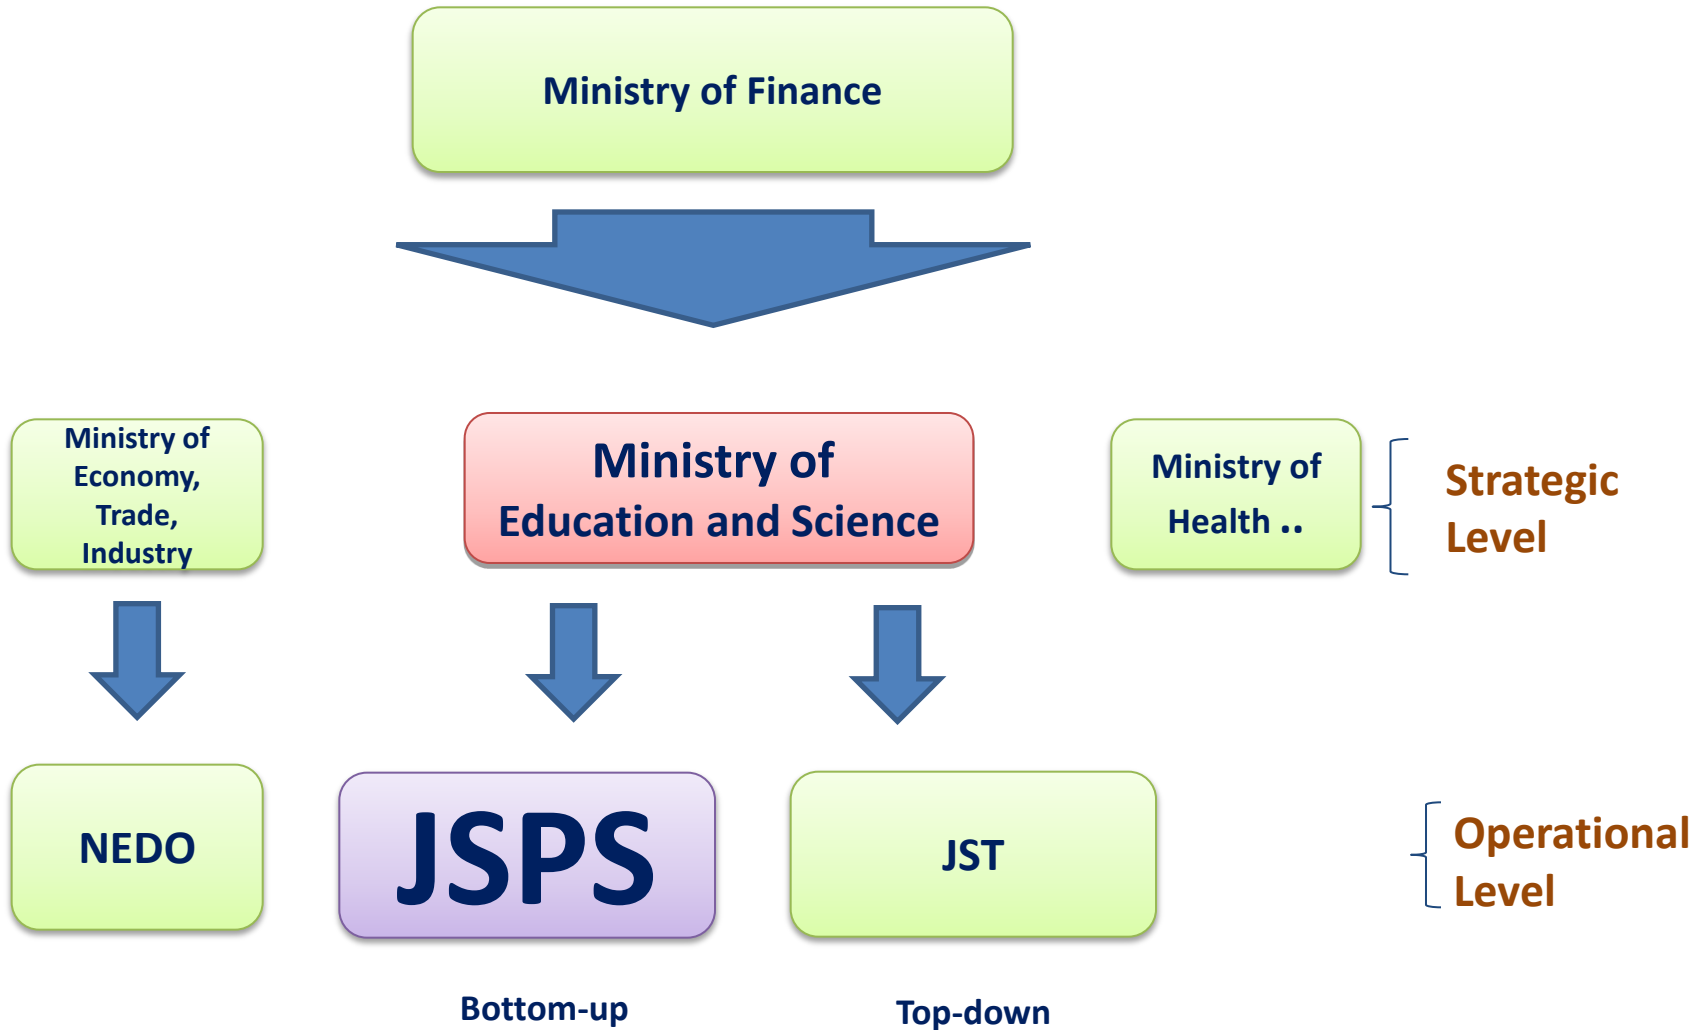 Ministry of Finance
Ministry of
Economy,
Trade,
Industry
Ministry of
Education and Science
Ministry of
Health ..
Strategic
Level
NEDO
JSPS
JST
Operational
Level
Bottom-up
Top-down